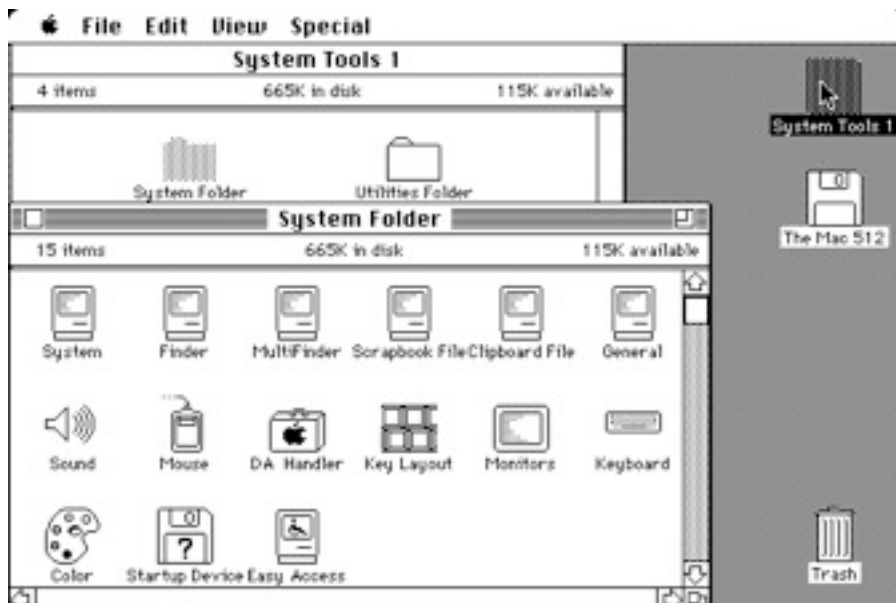 File Edit View Special
System Tools 1
4 items 665K in disk 115K available
System Tools 1
System Folder Utilities Folder
The Mac 512
System Folder
15 items 665K in disk 115K available
System Finder MultiFinder Scrapbook File Clipboard File General
Sound Mouse DA Handler Key Layout Monitors Keyboard
Color Startup Device Easy Access
Trash